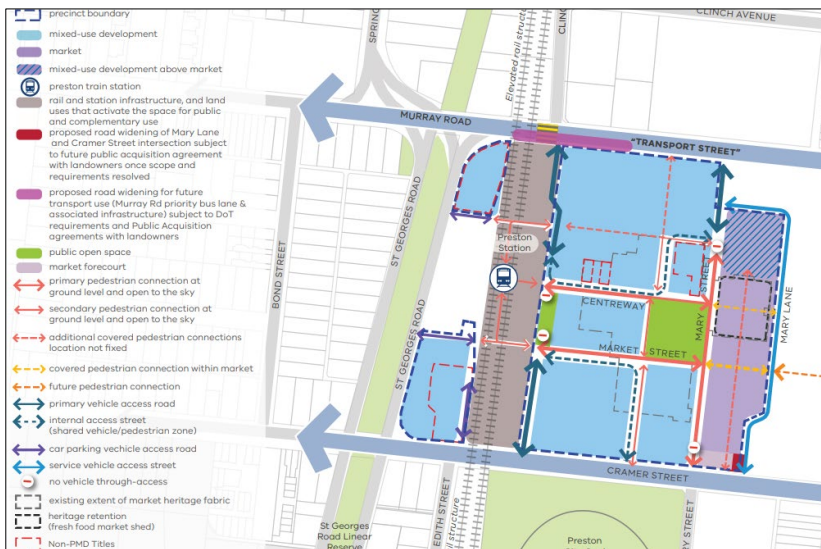 precinct boundary
mixed-use development
market
mixed-use development above market
preston train station
rail and station infrastructure, and land
uses that activate the space for public
and complementary use
proposed road widening of Mary Lane
and Cramer Street intersection subject
to future public acquisition agreement
with landowners once scope and
requirements resolved
proposed road widening for future
transport use (Murray Rd priority bus lane &
associated infrastructure) subject to DoT
requirements and Public Acquisition
agreements with landowners
public open space
market forecourt
primary pedestrian connection at
ground level and open to the sky
secondary pedestrian connection at
ground level and open to the sky
additional covered pedestrian connections
location not fixed
covered pedestrian connection within market
future pedestrian connection
primary vehicle access road
internal access street
(shared vehicle/pedestrian zone)
car parking vechicle access road
service vehicle access street
no vehicle through-access
existing extent of market heritage fabric
heritage retention
(fresh food market shed)
Non-PMD Titles
SPRING
Elevated rail structure
CLINC
CLINCH AVENUE
MURRAY ROAD
"TRANSPORT STREET"
ST GEORGES ROAD
BOND STREET
Preston
Station
STREET
CENTREWAY
MARY
MARKET STREET
MARY LANE
ST GEORGES ROAD
CRAMER STREET
St Georges
Road Linear
Reserve
EDITH STREET
structure
Preston
RY STREET